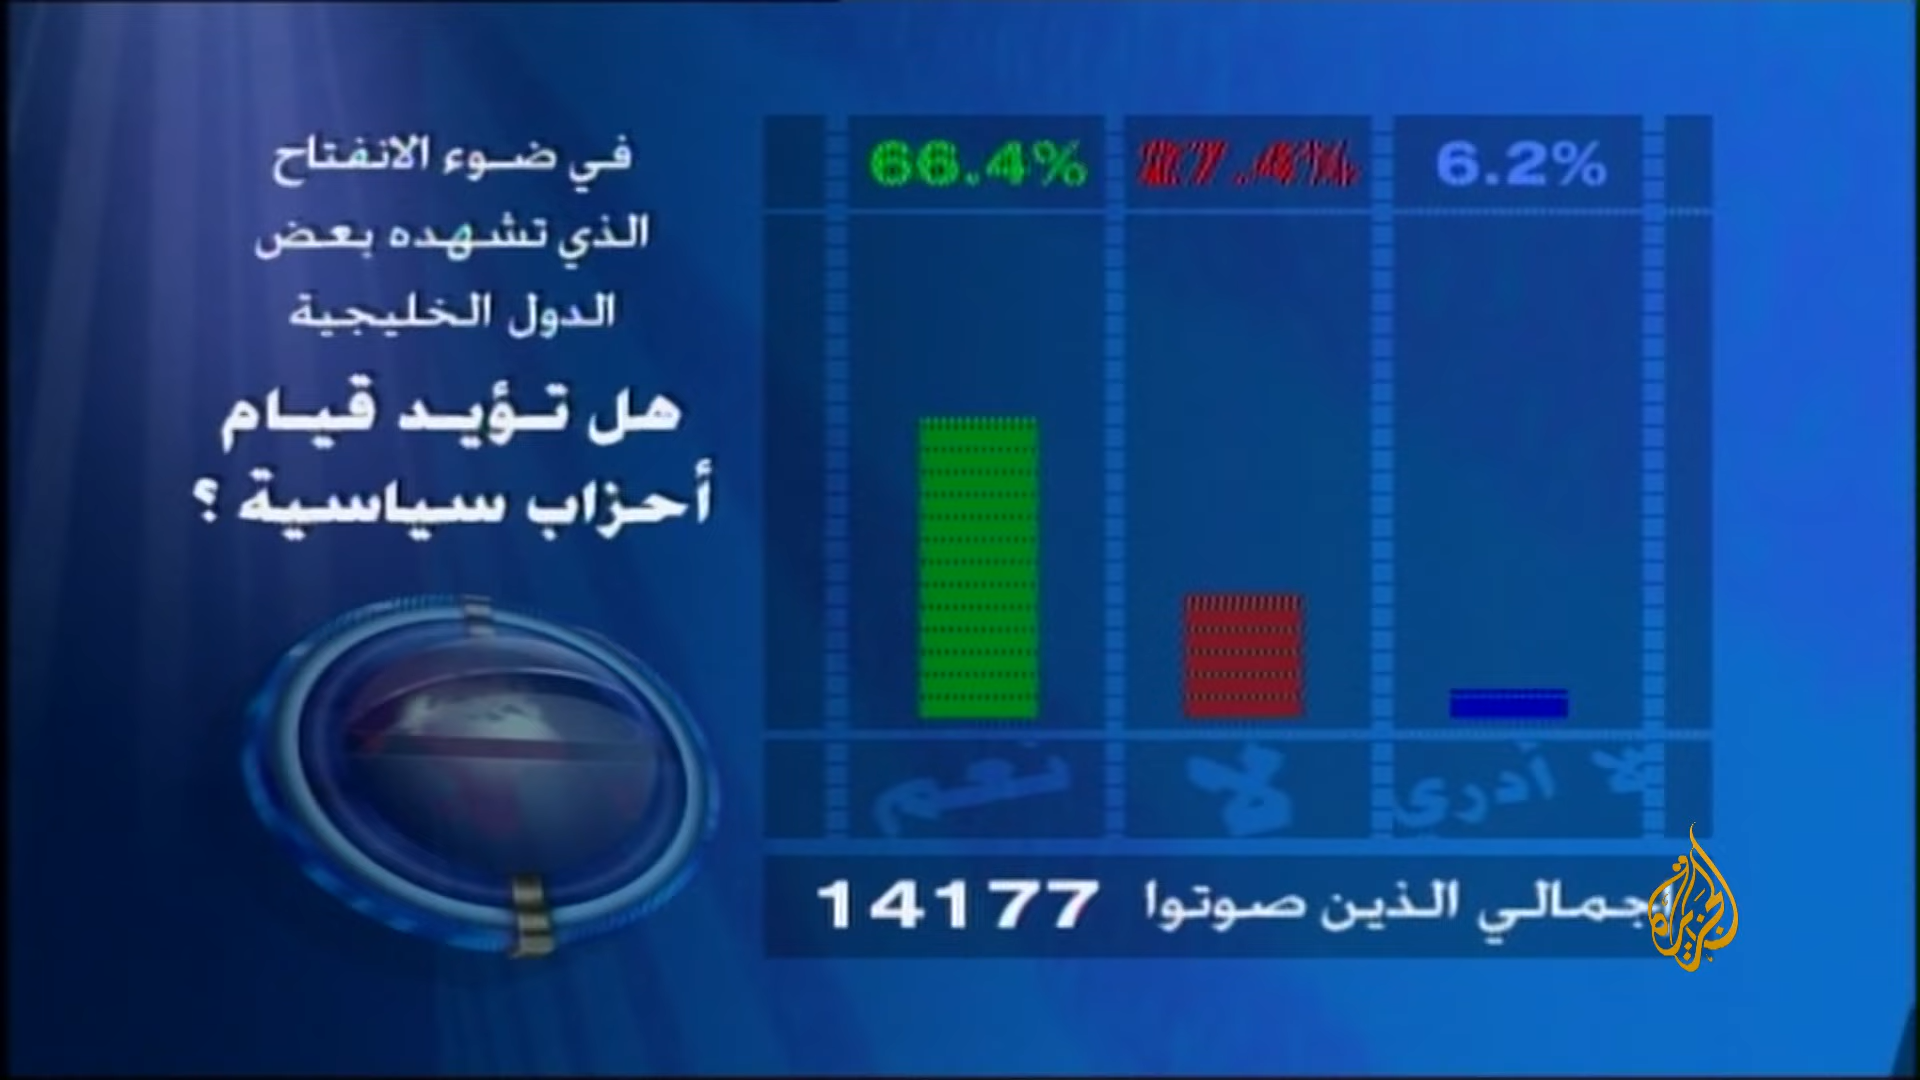 في ضوء الانفتاح
الذي تشهده بعض
الدول الخليجية
هل تؤيد قيام
أحزاب سياسية ؟
66.4% 27.4% 6.2%
نعم لا لا أدري
إجمالي الذين صوتوا 14177
الجزيرة